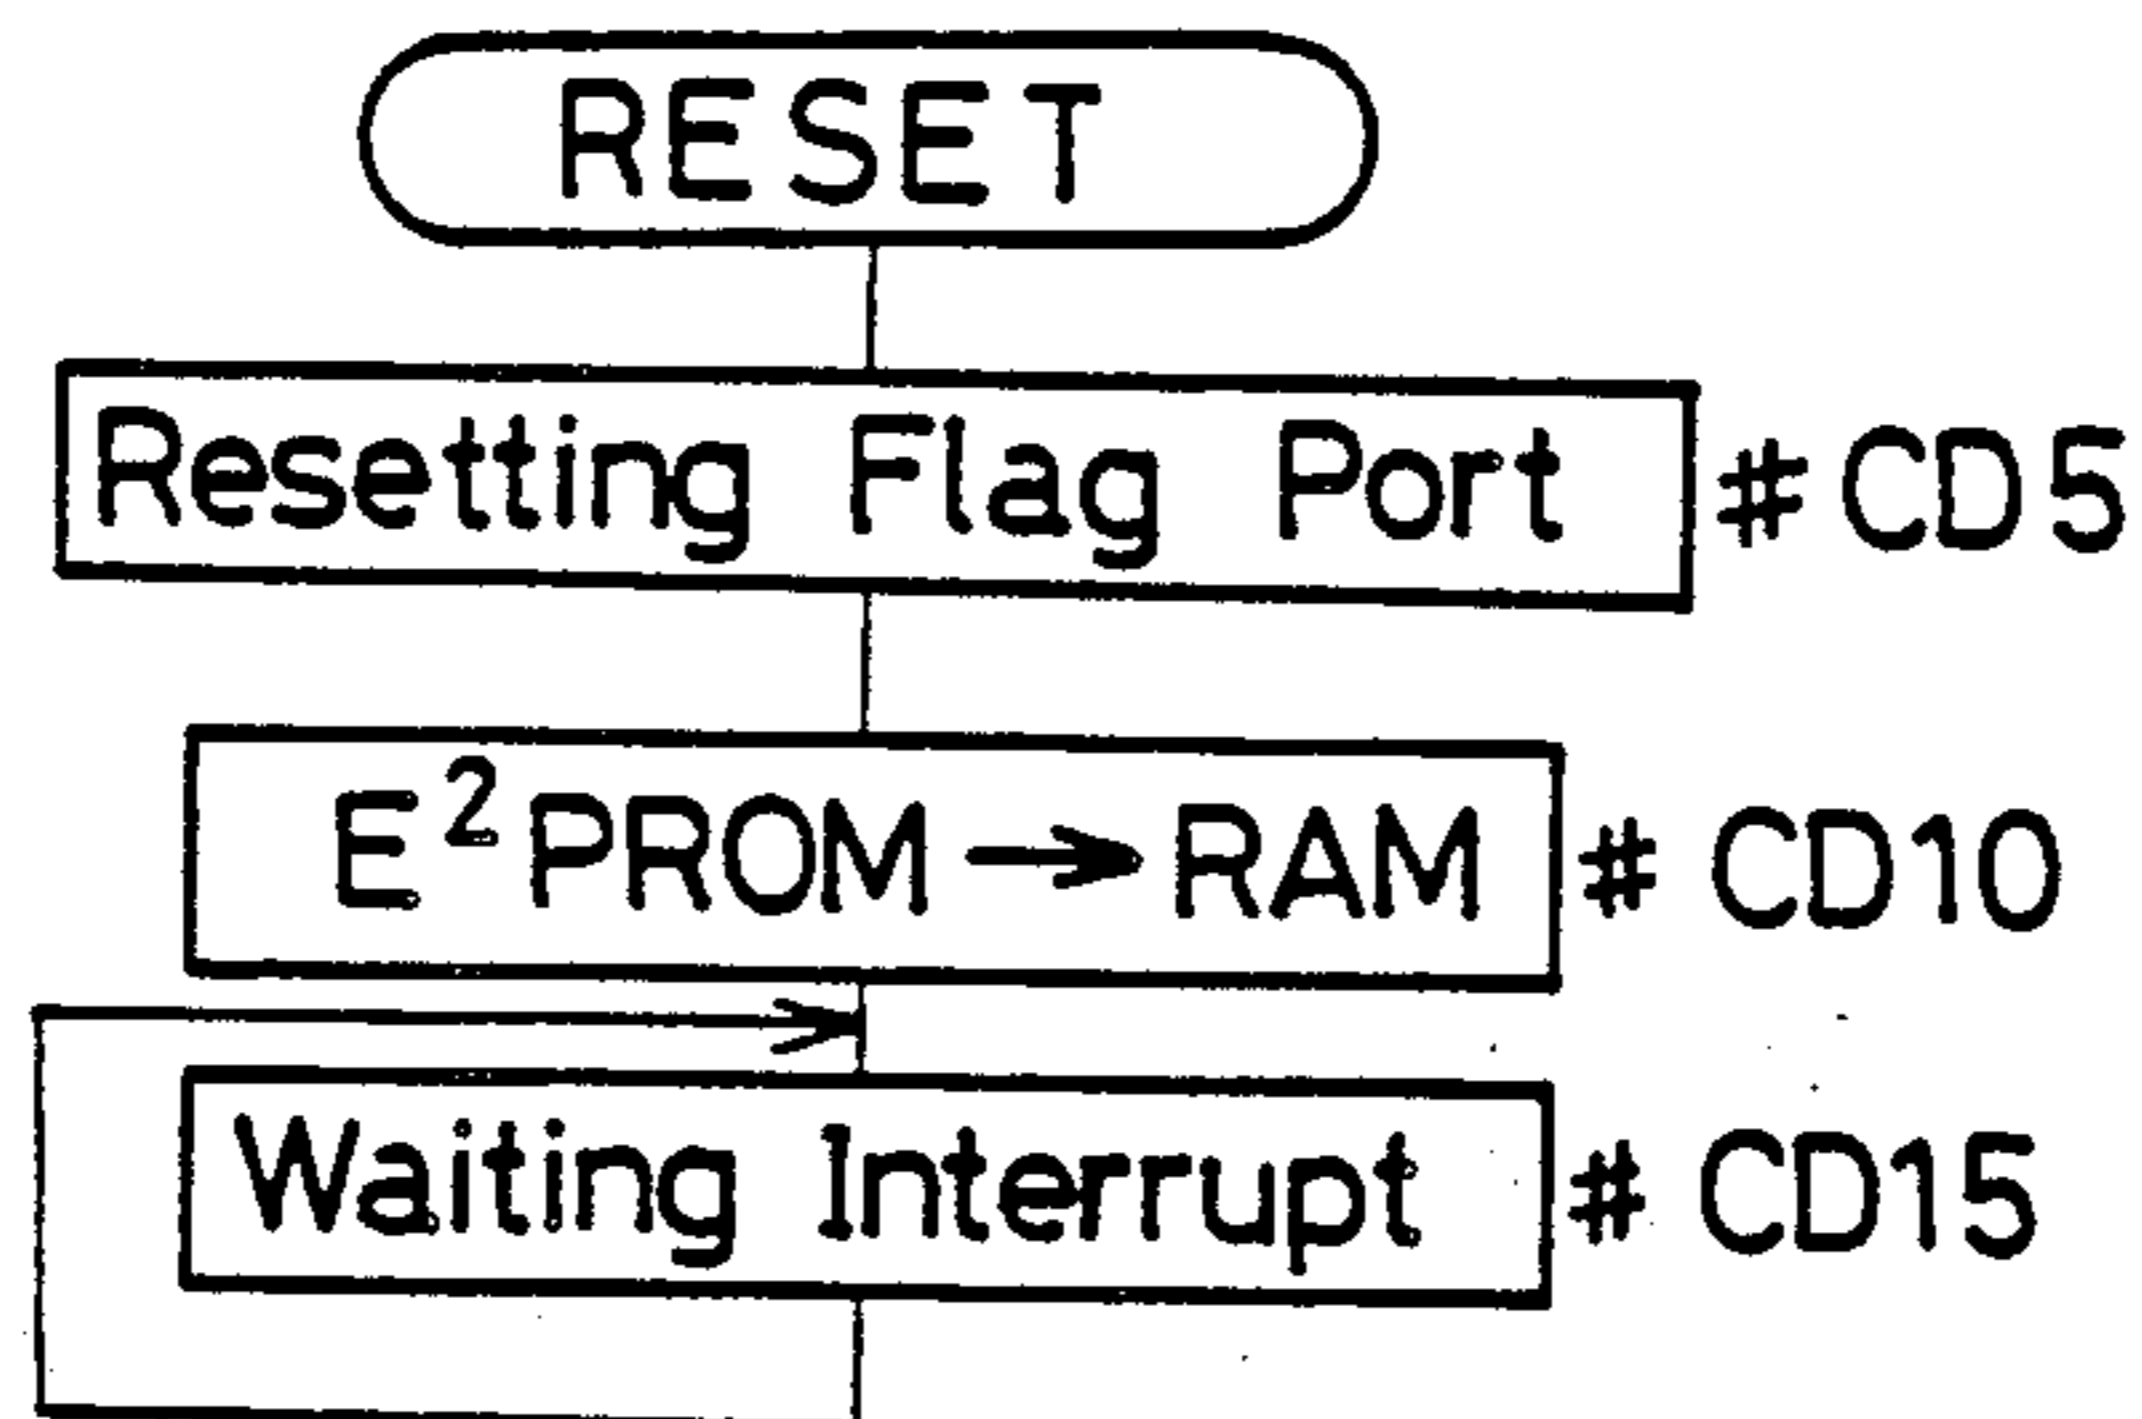 RESET
Resetting Flag Port #CD5
E²PROM→RAM # CD10
Waiting Interrupt # CD15